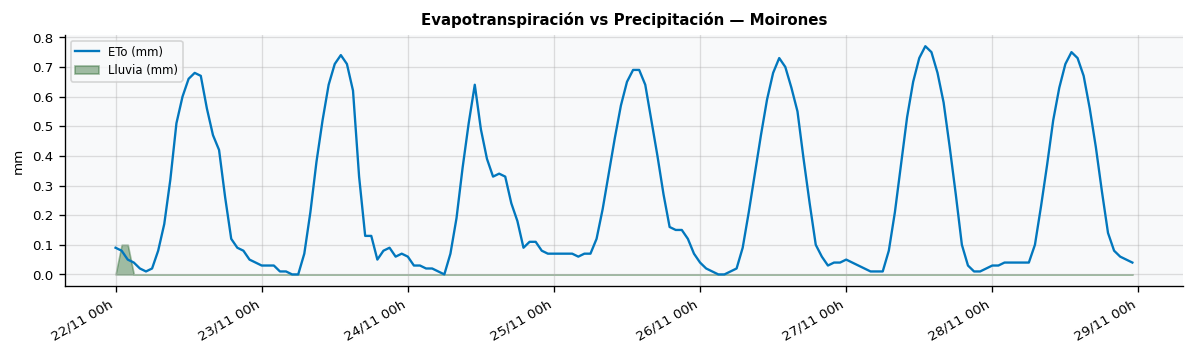 Evapotranspiración vs Precipitación — Moirones
ETo (mm)
Lluvia (mm)
mm
0.8
0.7
0.6
0.5
0.4
0.3
0.2
0.1
0.0
22/11 00h
23/11 00h
24/11 00h
25/11 00h
26/11 00h
27/11 00h
28/11 00h
29/11 00h